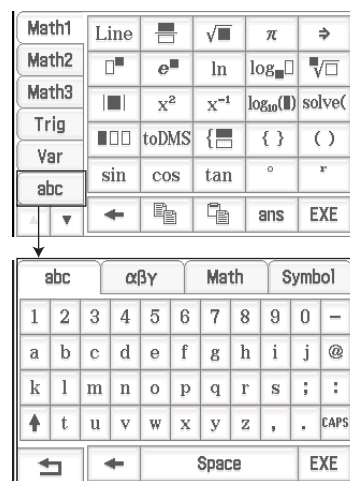 Math1 Line √■ π ⇒
Math2 □■ e■ ln log■□ ■√□
Math3 |■| x² x⁻¹ log₁₀(■) solve(
Trig ■□□ toDMS { } ( )
Var sin cos tan ° r
abc ans EXE
abc αβγ Math Symbol
1 2 3 4 5 6 7 8 9 0 −
a b c d e f g h i j @
k l m n o p q r s ; :
t u v w x y z , . CAPS
Space EXE